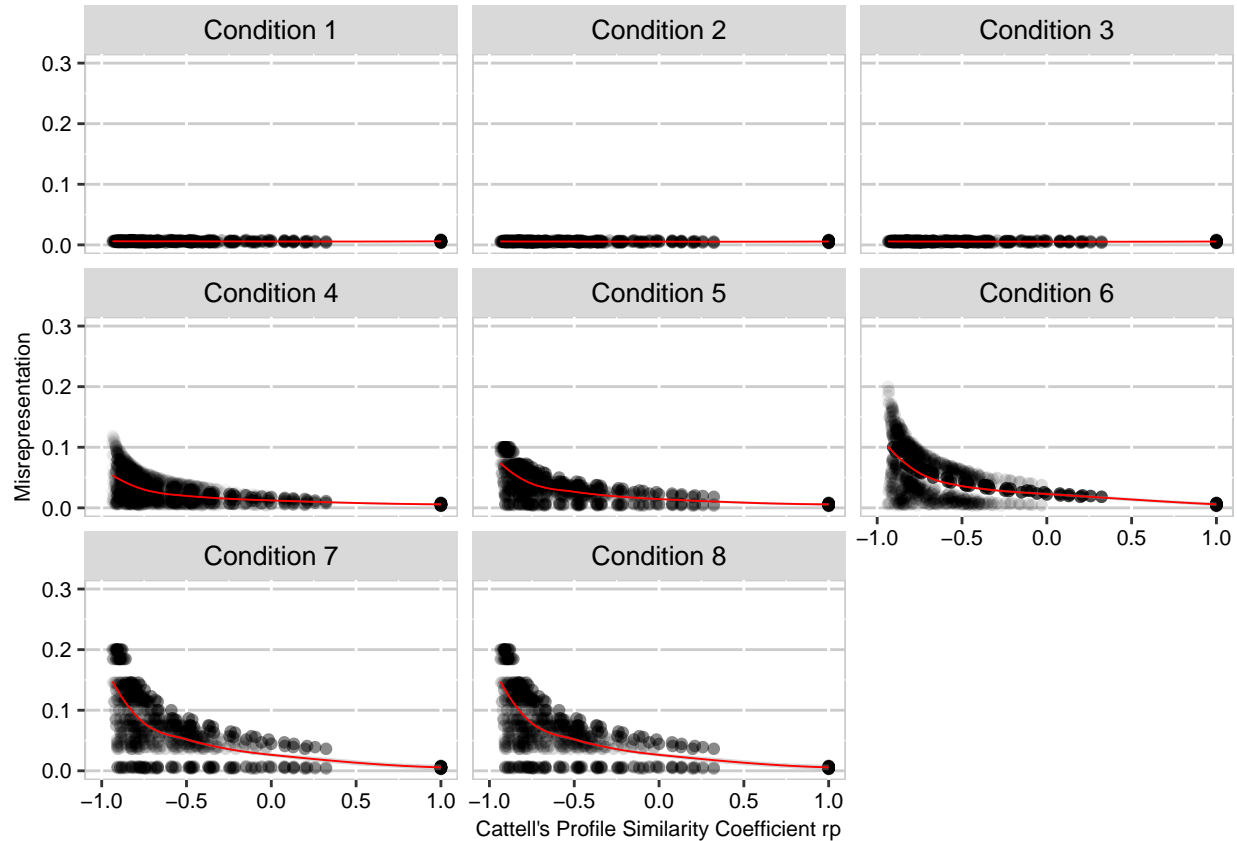 Condition 1
Condition 2
Condition 3
0.3
0.2
0.1
0.0
Condition 4
Condition 5
Condition 6
0.3
0.2
0.1
0.0
−1.0 −0.5 0.0 0.5 1.0
Condition 7
Condition 8
0.3
0.2
0.1
0.0
−1.0 −0.5 0.0 0.5 1.0
−1.0 −0.5 0.0 0.5 1.0
Misrepresentation
Cattell's Profile Similarity Coefficient rp